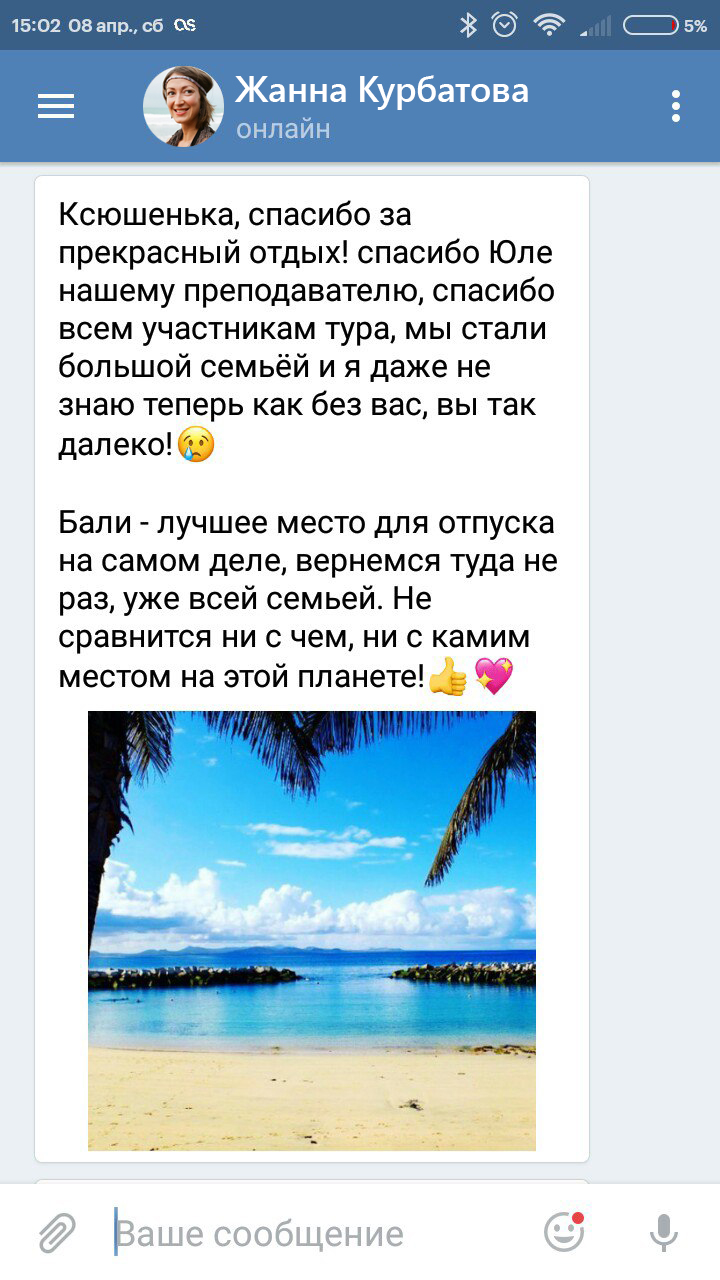 15:02 08 апр., сб 5%
Жанна Курбатова
онлайн
Ксюшенька, спасибо за
прекрасный отдых! спасибо Юле
нашему преподавателю, спасибо
всем участникам тура, мы стали
большой семьёй и я даже не
знаю теперь как без вас, вы так
далеко!😢
Бали - лучшее место для отпуска
на самом деле, вернемся туда не
раз, уже всей семьей. Не
сравнится ни с чем, ни с камим
местом на этой планете!👍💖
Ваше сообщение